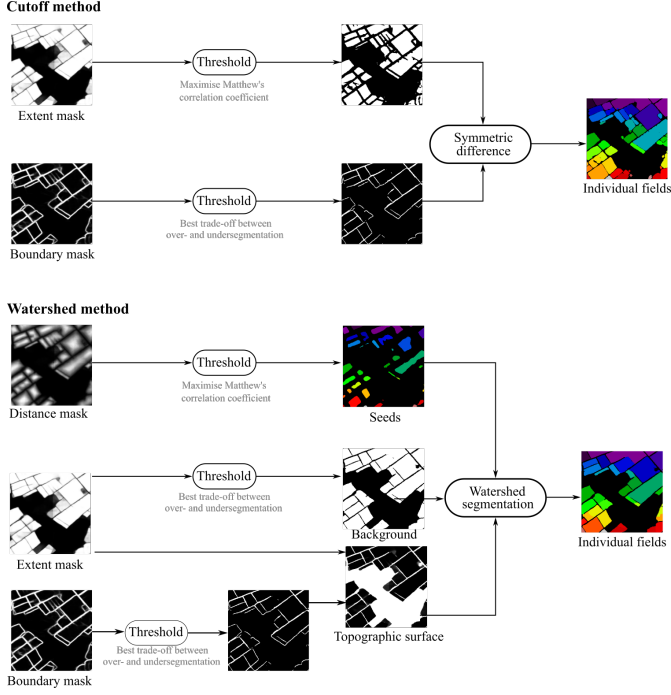 Cutoff method
Threshold
Maximise Matthew's
correlation coefficient
Extent mask
Symmetric
difference
Individual fields
Threshold
Best trade-off between
over- and undersegmentation
Boundary mask
Watershed method
Threshold
Maximise Matthew's
correlation coefficient
Distance mask
Seeds
Threshold
Best trade-off between
over- and undersegmentation
Watershed
segmentation
Background
Individual fields
Extent mask
Threshold
Topographic surface
Best trade-off between
over- and undersegmentation
Boundary mask